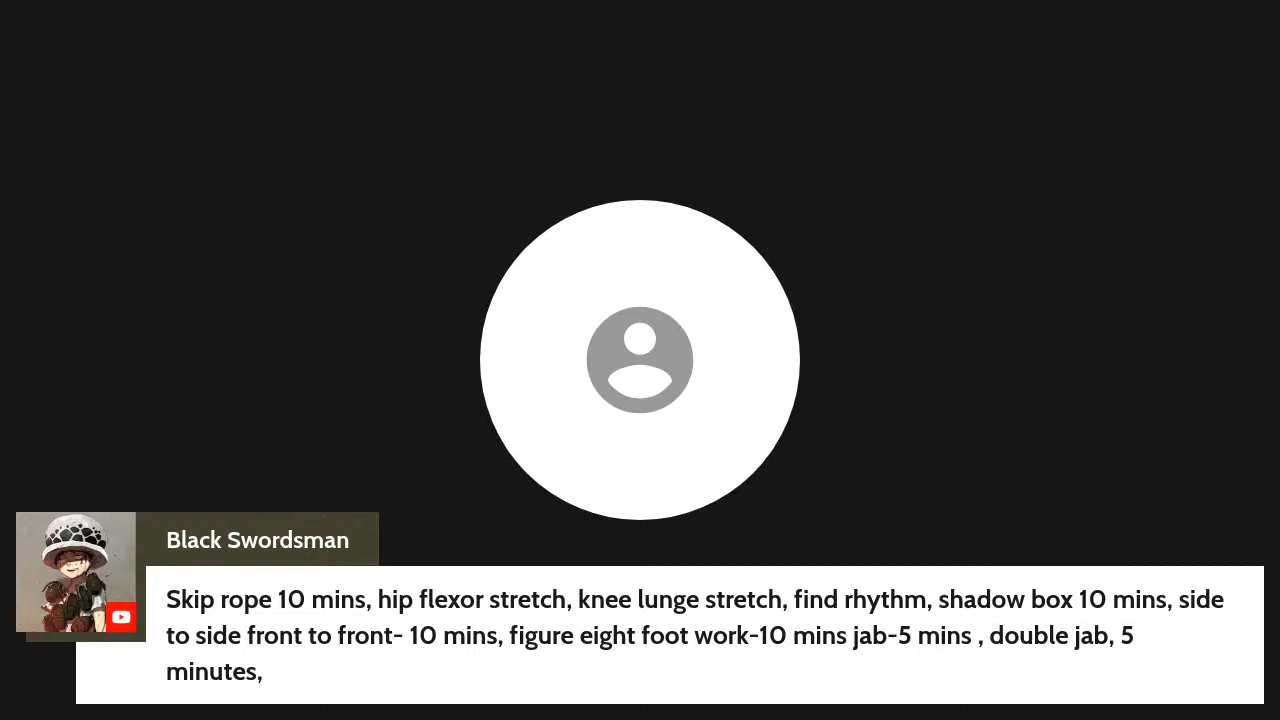 Black Swordsman
Skip rope 10 mins, hip flexor stretch, knee lunge stretch, find rhythm, shadow box 10 mins, side
to side front to front- 10 mins, figure eight foot work-10 mins jab-5 mins , double jab, 5
minutes,